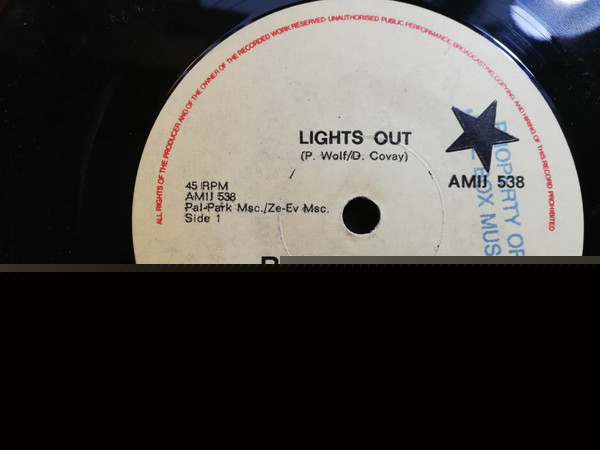 ALL RIGHTS OF THE PRODUCER AND OF THE OWNER OF THE RECORDED WORK RESERVED UNAUTHORISED PUBLIC PERFORMANCE, BROADCASTING, COPYING AND HIRING OF THIS RECORD PROHIBITED
LIGHTS OUT
(P. Wolf/D. Covay)
AMIJ 538
45 RPM
AMIJ 538
Pal-Park Msc./Ze-Ev Msc.
Side 1
PROPERTY OF
BOX MUS